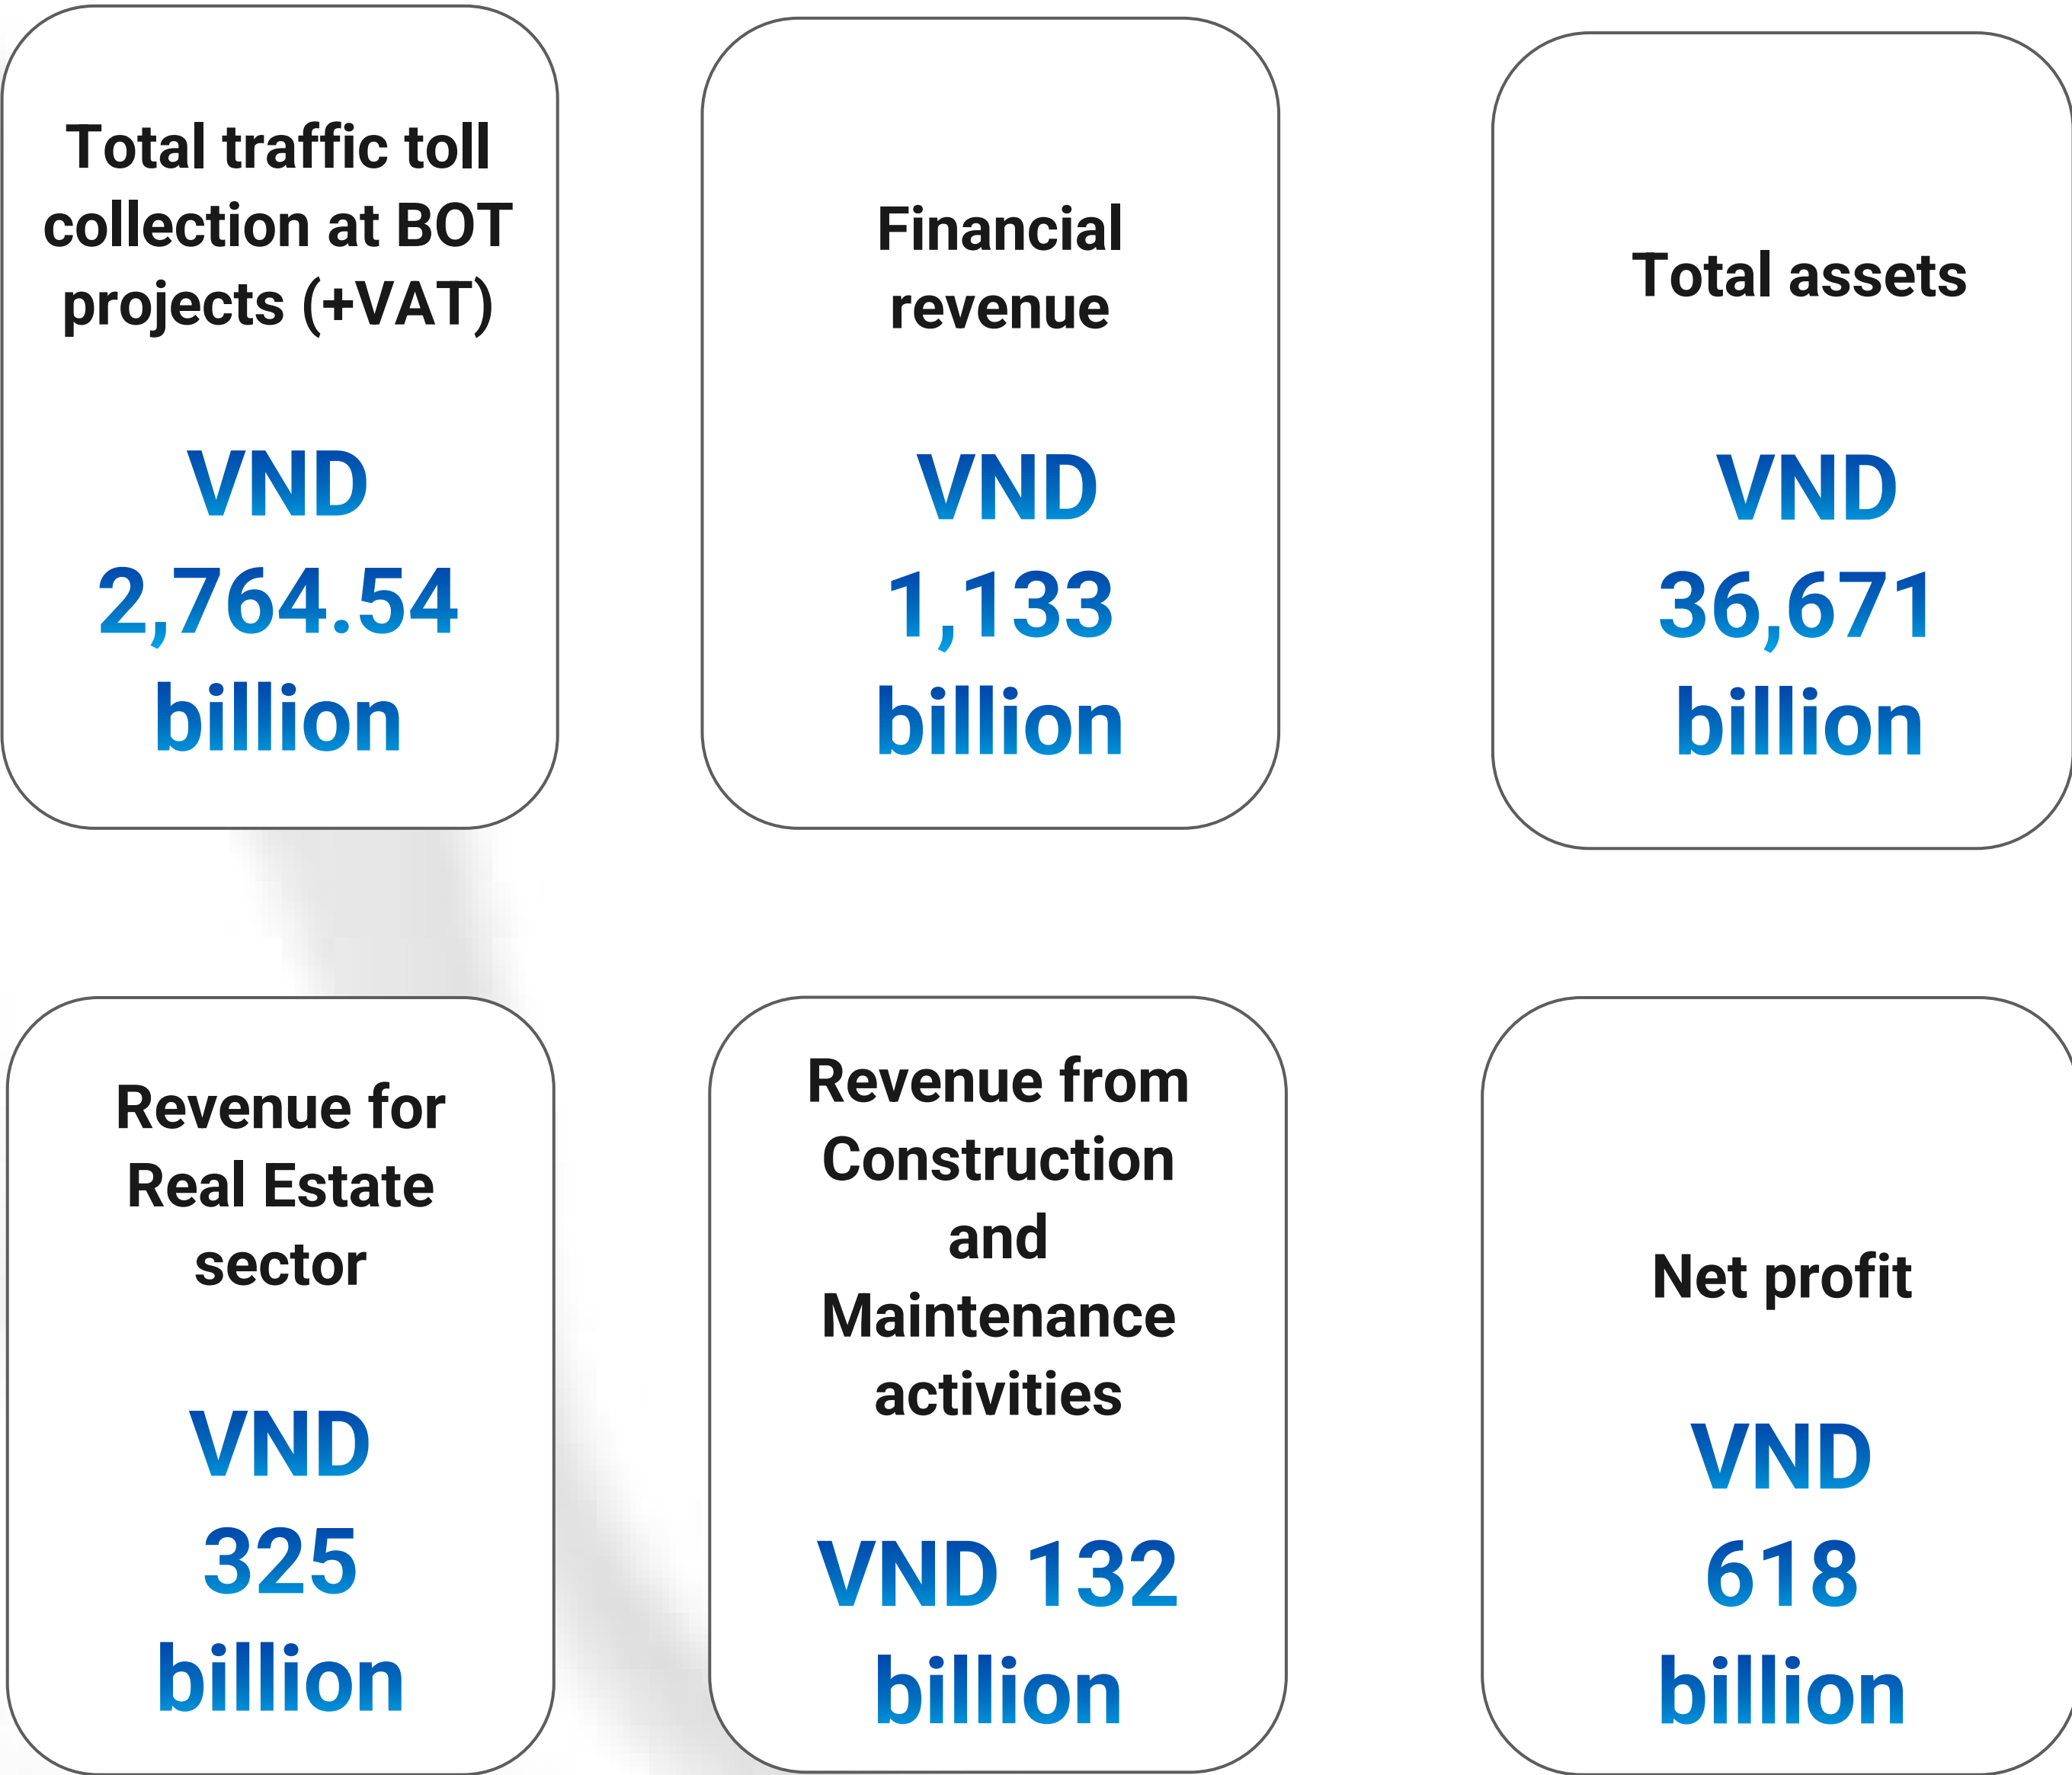 Total traffic toll
collection at BOT
projects (+VAT)
VND
2,764.54
billion
Financial
revenue
VND
1,133
billion
Total assets
VND
36,671
billion
Revenue for
Real Estate
sector
VND
325
billion
Revenue from
Construction
and
Maintenance
activities
VND 132
billion
Net profit
VND
618
billion